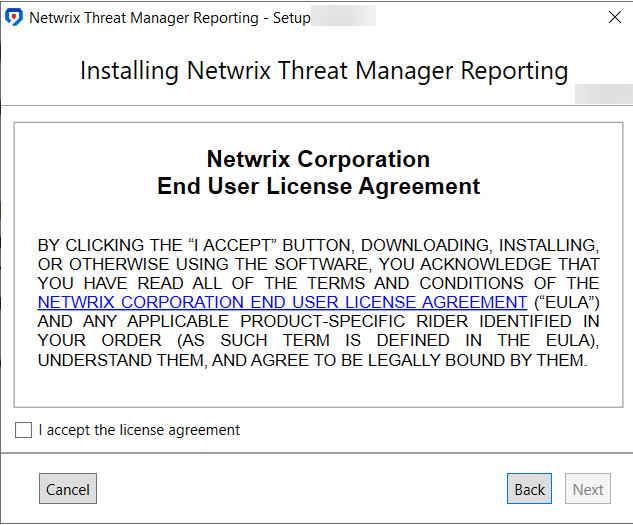 Netwrix Threat Manager Reporting - Setup
Installing Netwrix Threat Manager Reporting
Netwrix Corporation
End User License Agreement
BY CLICKING THE “I ACCEPT” BUTTON, DOWNLOADING, INSTALLING,
OR OTHERWISE USING THE SOFTWARE, YOU ACKNOWLEDGE THAT
YOU HAVE READ ALL OF THE TERMS AND CONDITIONS OF THE
NETWRIX CORPORATION END USER LICENSE AGREEMENT (“EULA”)
AND ANY APPLICABLE PRODUCT-SPECIFIC RIDER IDENTIFIED IN
YOUR ORDER (AS SUCH TERM IS DEFINED IN THE EULA),
UNDERSTAND THEM, AND AGREE TO BE LEGALLY BOUND BY THEM.
I accept the license agreement
Cancel
Back
Next